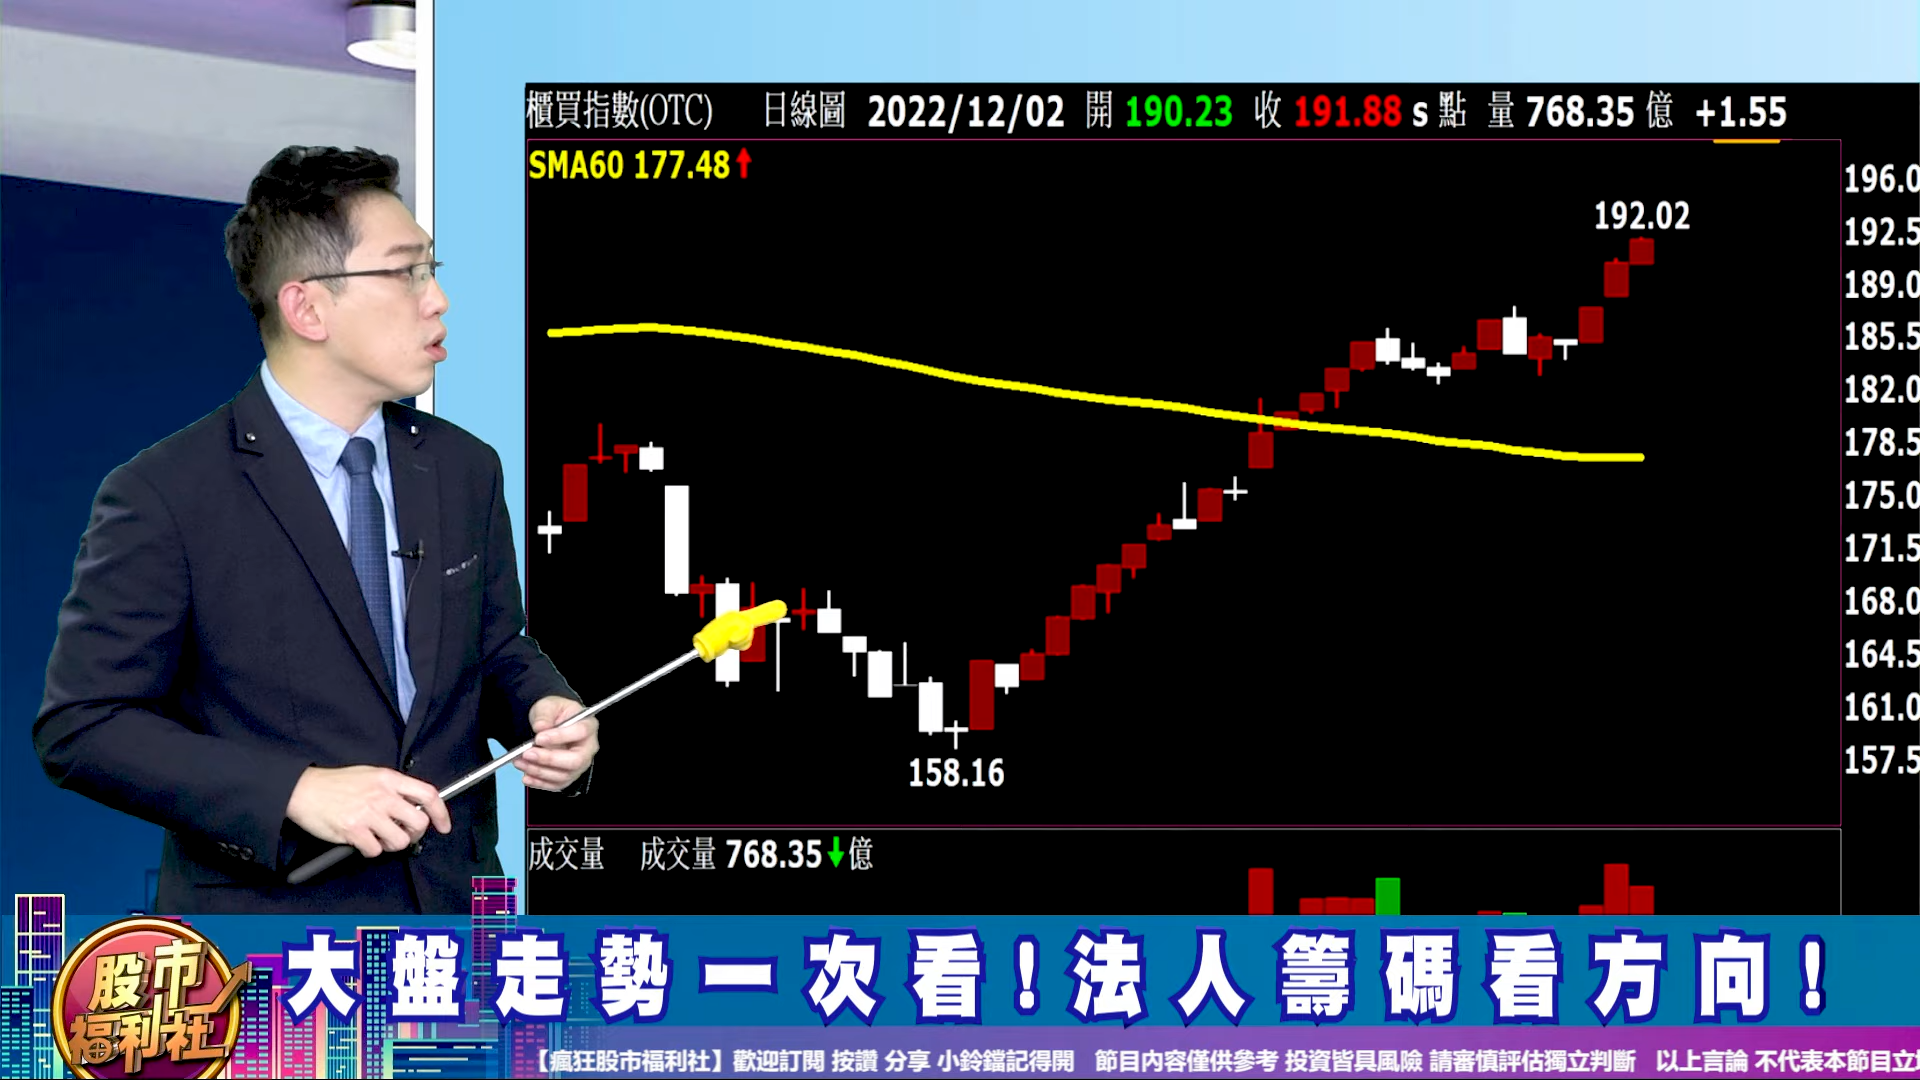 櫃買指數(OTC) 日線圖 2022/12/02 開 190.23 收 191.88 s 點 量 768.35 億 +1.55
SMA60 177.48
196.0
192.02
192.5
189.0
185.5
182.0
178.5
175.0
171.5
168.0
164.5
161.0
158.16
157.5
成交量 成交量 768.35 億
股市
福利社
大盤走勢一次看!法人籌碼看方向!
【瘋狂股市福利社】歡迎訂閱 按讚 分享 小鈴鐺記得開 節目內容僅供參考 投資皆具風險 請審慎評估獨立判斷 以上言論 不代表本節目立